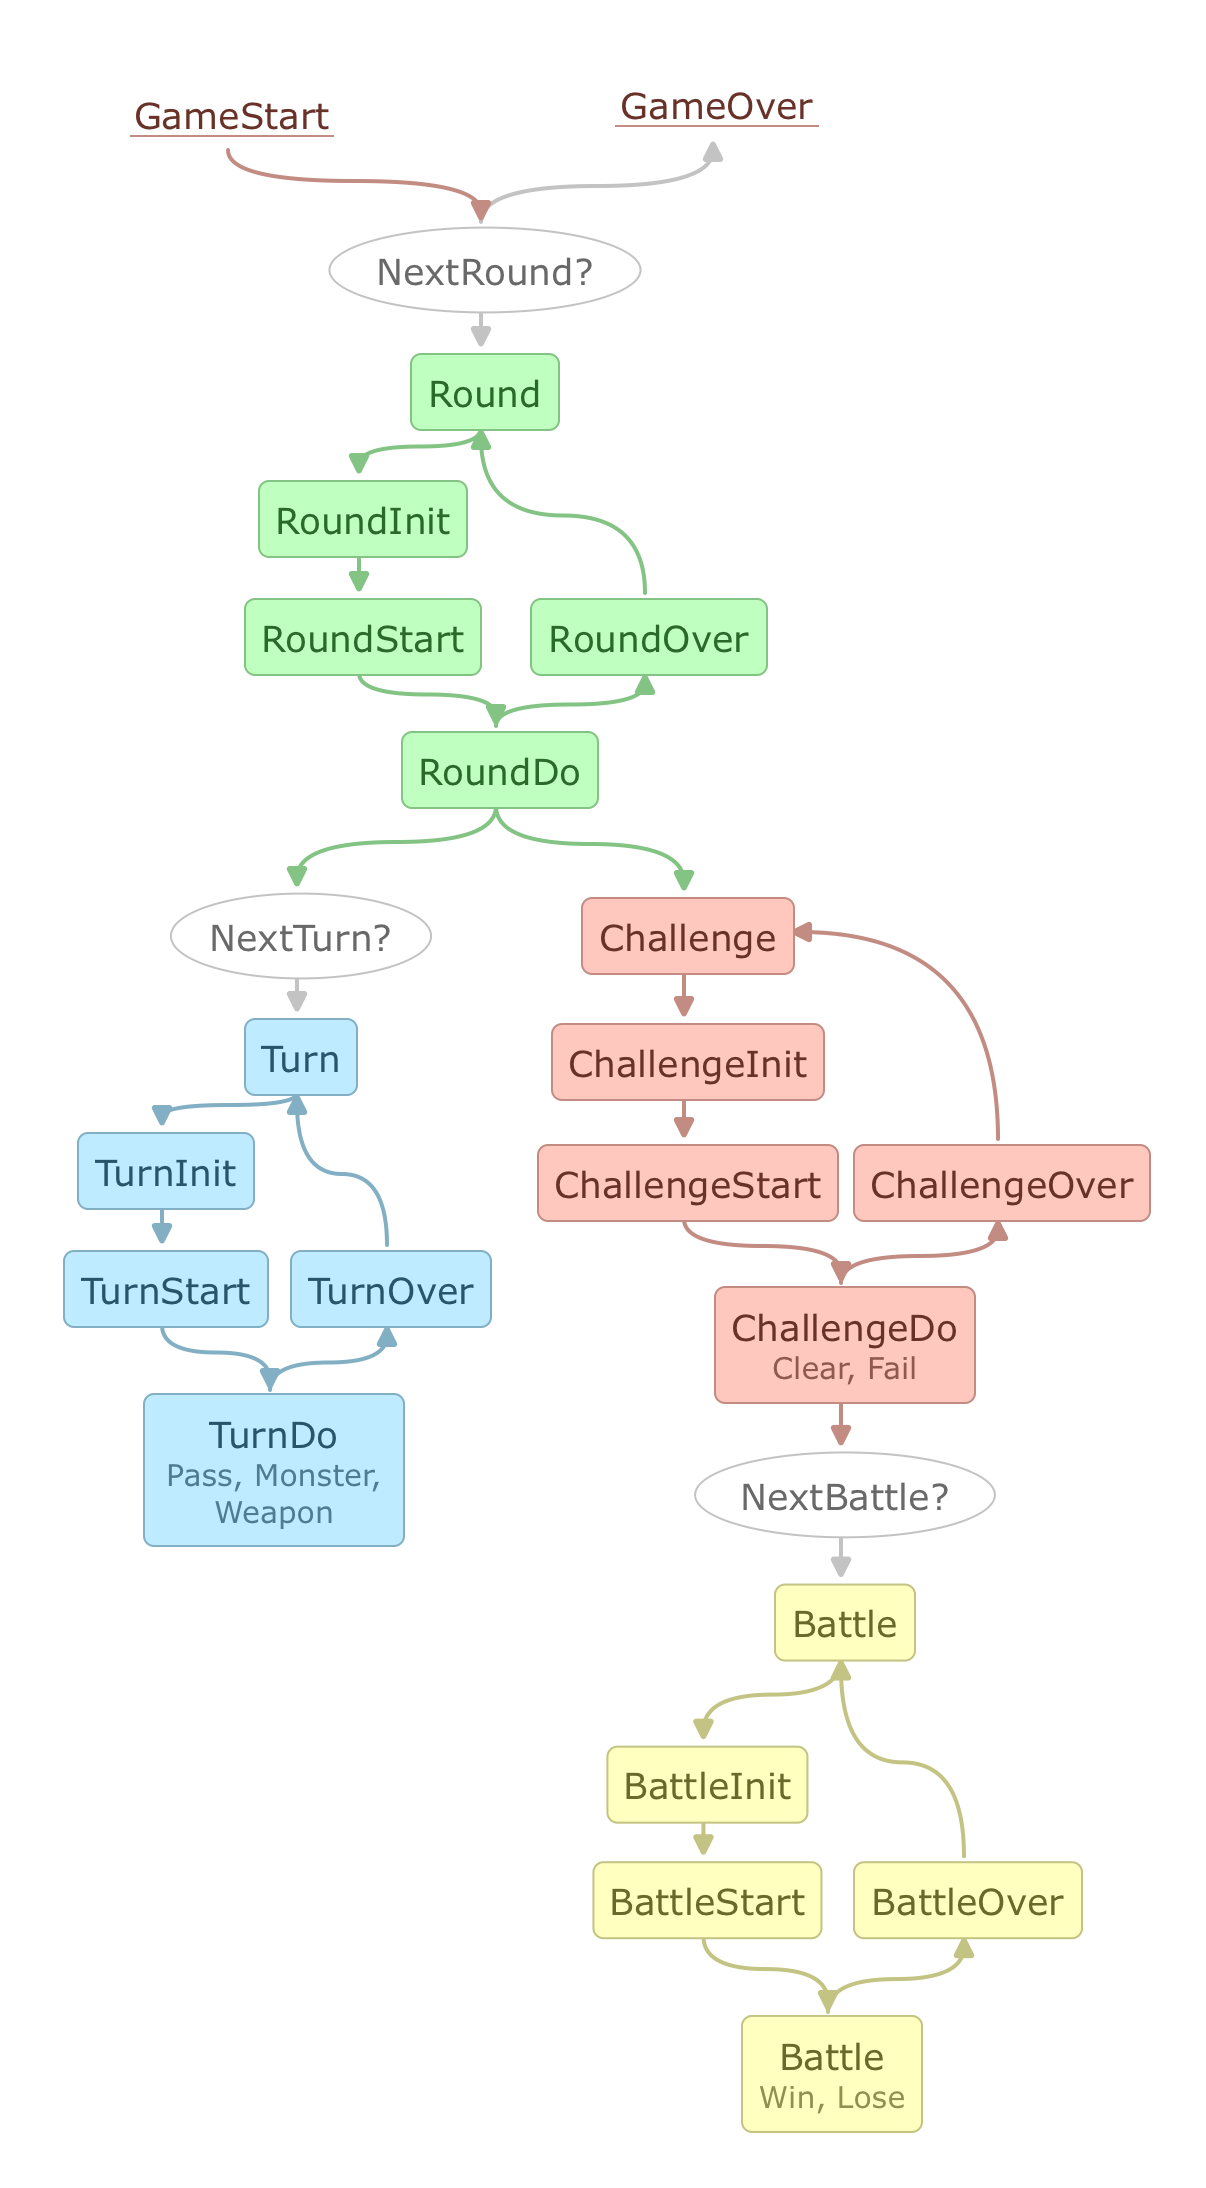 GameStart
GameOver
NextRound?
Round
RoundInit
RoundStart
RoundOver
RoundDo
NextTurn?
Challenge
Turn
ChallengeInit
TurnInit
ChallengeStart
ChallengeOver
TurnStart
TurnOver
ChallengeDo
Clear, Fail
TurnDo
Pass, Monster,
Weapon
NextBattle?
Battle
BattleInit
BattleStart
BattleOver
Battle
Win, Lose